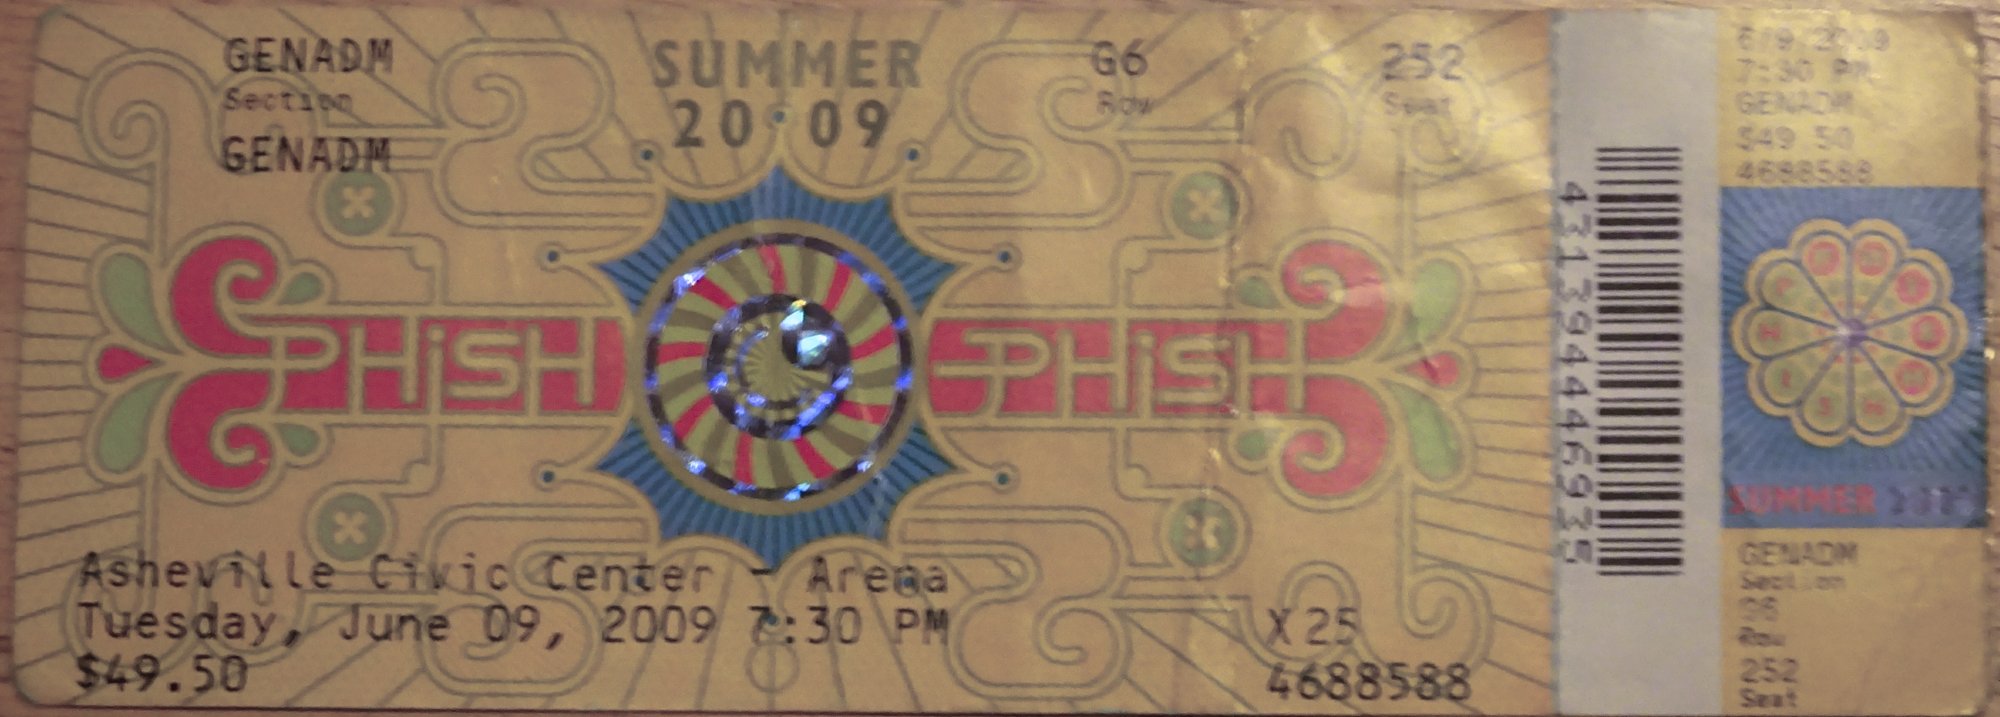 GENADM
Section
GENADM
SUMMER
2009
G6
Row
252
Seat
PHiSH PHiSH
Asheville Civic Center - Arena
Tuesday, June 09, 2009 7:30 PM
$49.50
X25
4688588
431394446935
6/9/2009
7:30 PM
GENADM
$49.50
4688588
SUMMER 2009
GENADM
Section
G6
Row
252
Seat